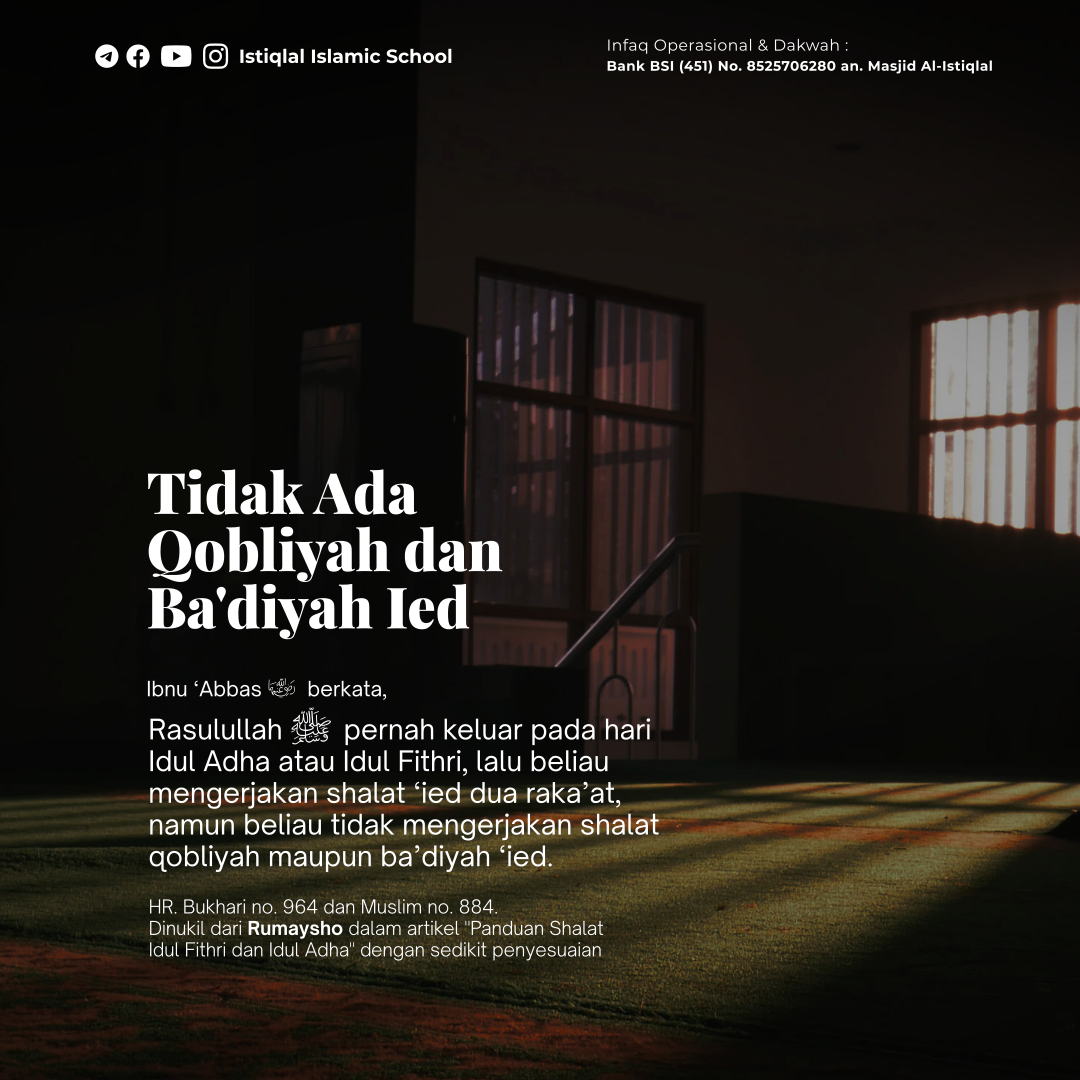 Istiqlal Islamic School
Infaq Operasional & Dakwah :
Bank BSI (451) No. 8525706280 an. Masjid Al-Istiqlal
Tidak Ada
Qobliyah dan
Ba'diyah Ied
Ibnu ‘Abbas رضي الله عنهما berkata,
Rasulullah ﷺ pernah keluar pada hari
Idul Adha atau Idul Fithri, lalu beliau
mengerjakan shalat ‘ied dua raka’at,
namun beliau tidak mengerjakan shalat
qobliyah maupun ba’diyah ‘ied.
HR. Bukhari no. 964 dan Muslim no. 884.
Dinukil dari Rumaysho dalam artikel "Panduan Shalat
Idul Fithri dan Idul Adha" dengan sedikit penyesuaian